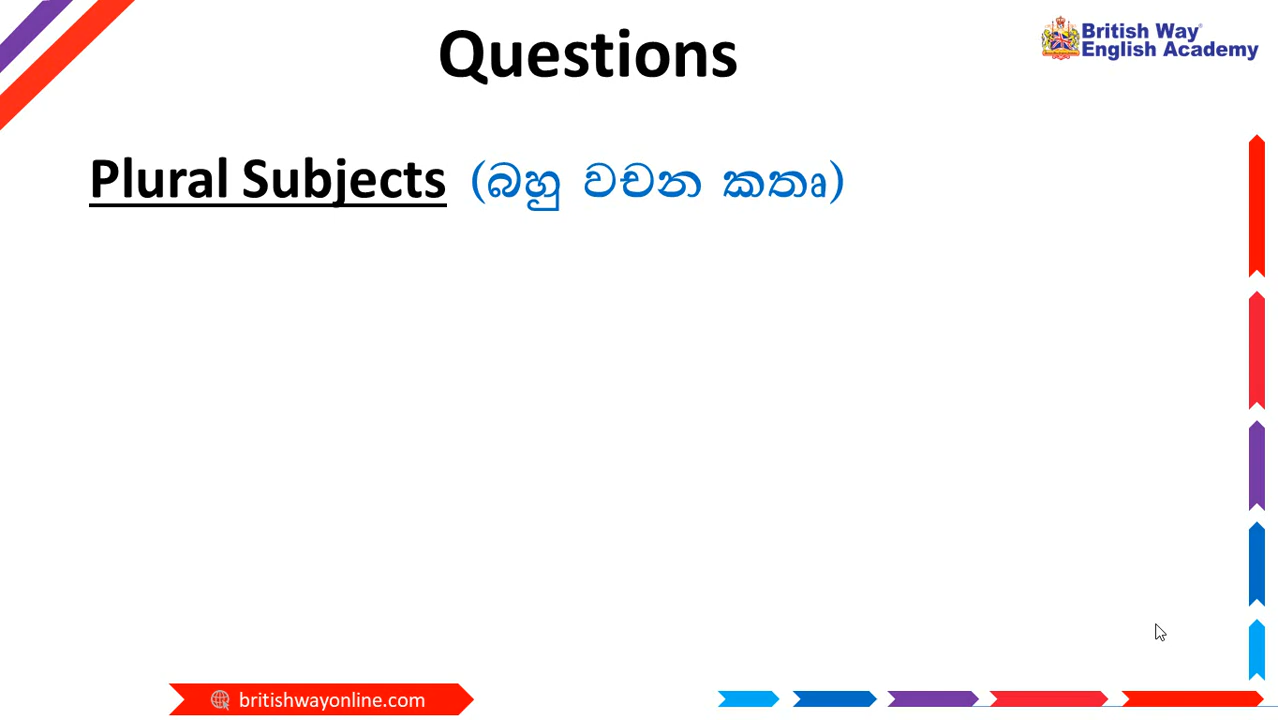 Questions
British Way
English Academy
Plural Subjects (බහු වචන කතෘ)
britishwayonline.com